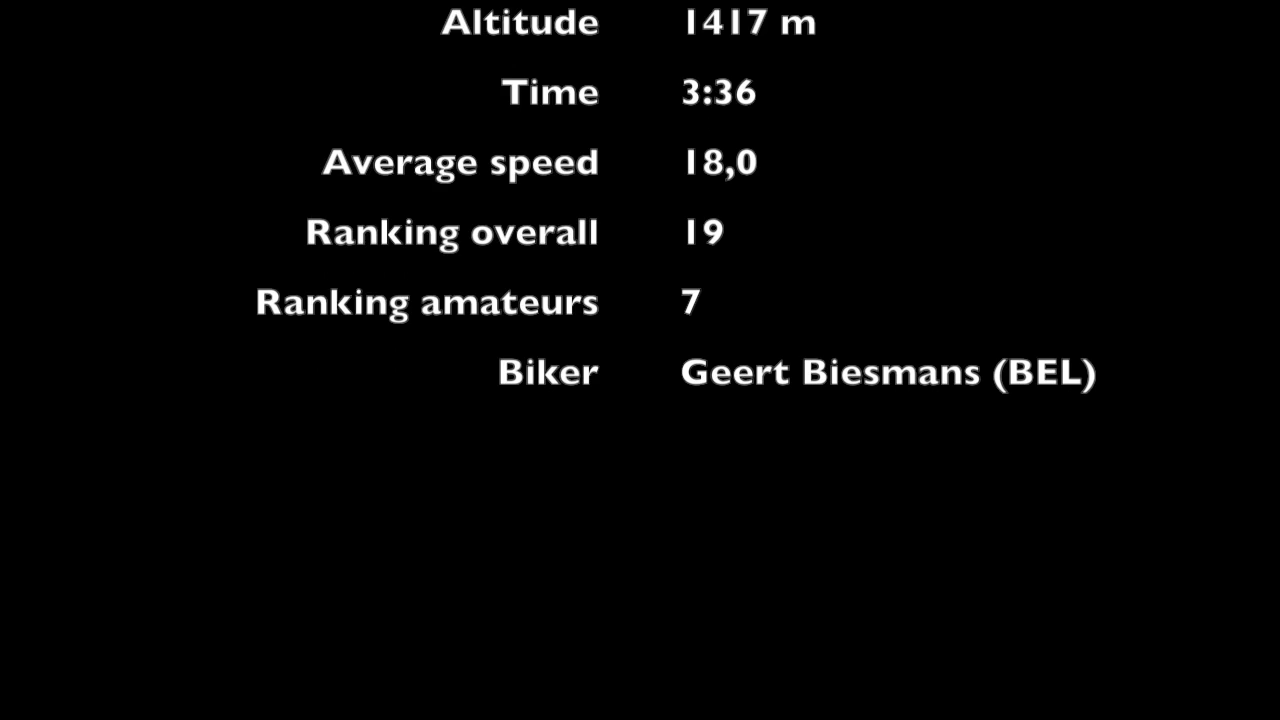 Altitude 1417 m
Time 3:36
Average speed 18,0
Ranking overall 19
Ranking amateurs 7
Biker Geert Biesmans (BEL)